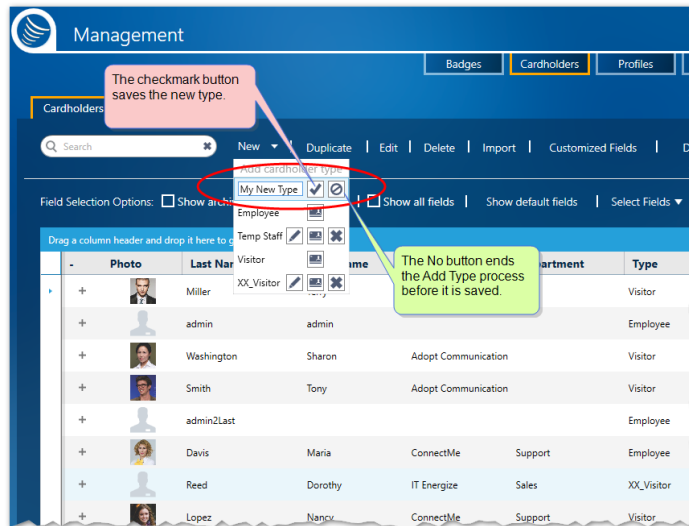 Management
Badges
Cardholders
Profiles
The checkmark button
saves the new type.
Cardholders
Search
New
Duplicate
Edit
Delete
Import
Customized Fields
D
Add cardholder type
My New Type
Field Selection Options:
Show archi
Show all fields
Show default fields
Select Fields
Employee
Temp Staff
Visitor
XX_Visitor
Drag a column header and drop it here to g
The No button ends
the Add Type process
before it is saved.
- Photo Last Nam ame artment Type
+ Miller Visitor
+ admin admin Employee
+ Washington Sharon Adopt Communication Visitor
+ Smith Tony Adopt Communication Visitor
+ admin2Last Employee
+ Davis Maria ConnectMe Support Employee
+ Reed Dorothy IT Energize Sales XX_Visitor
+ Lopez Nancy ConnectMe Support Visitor